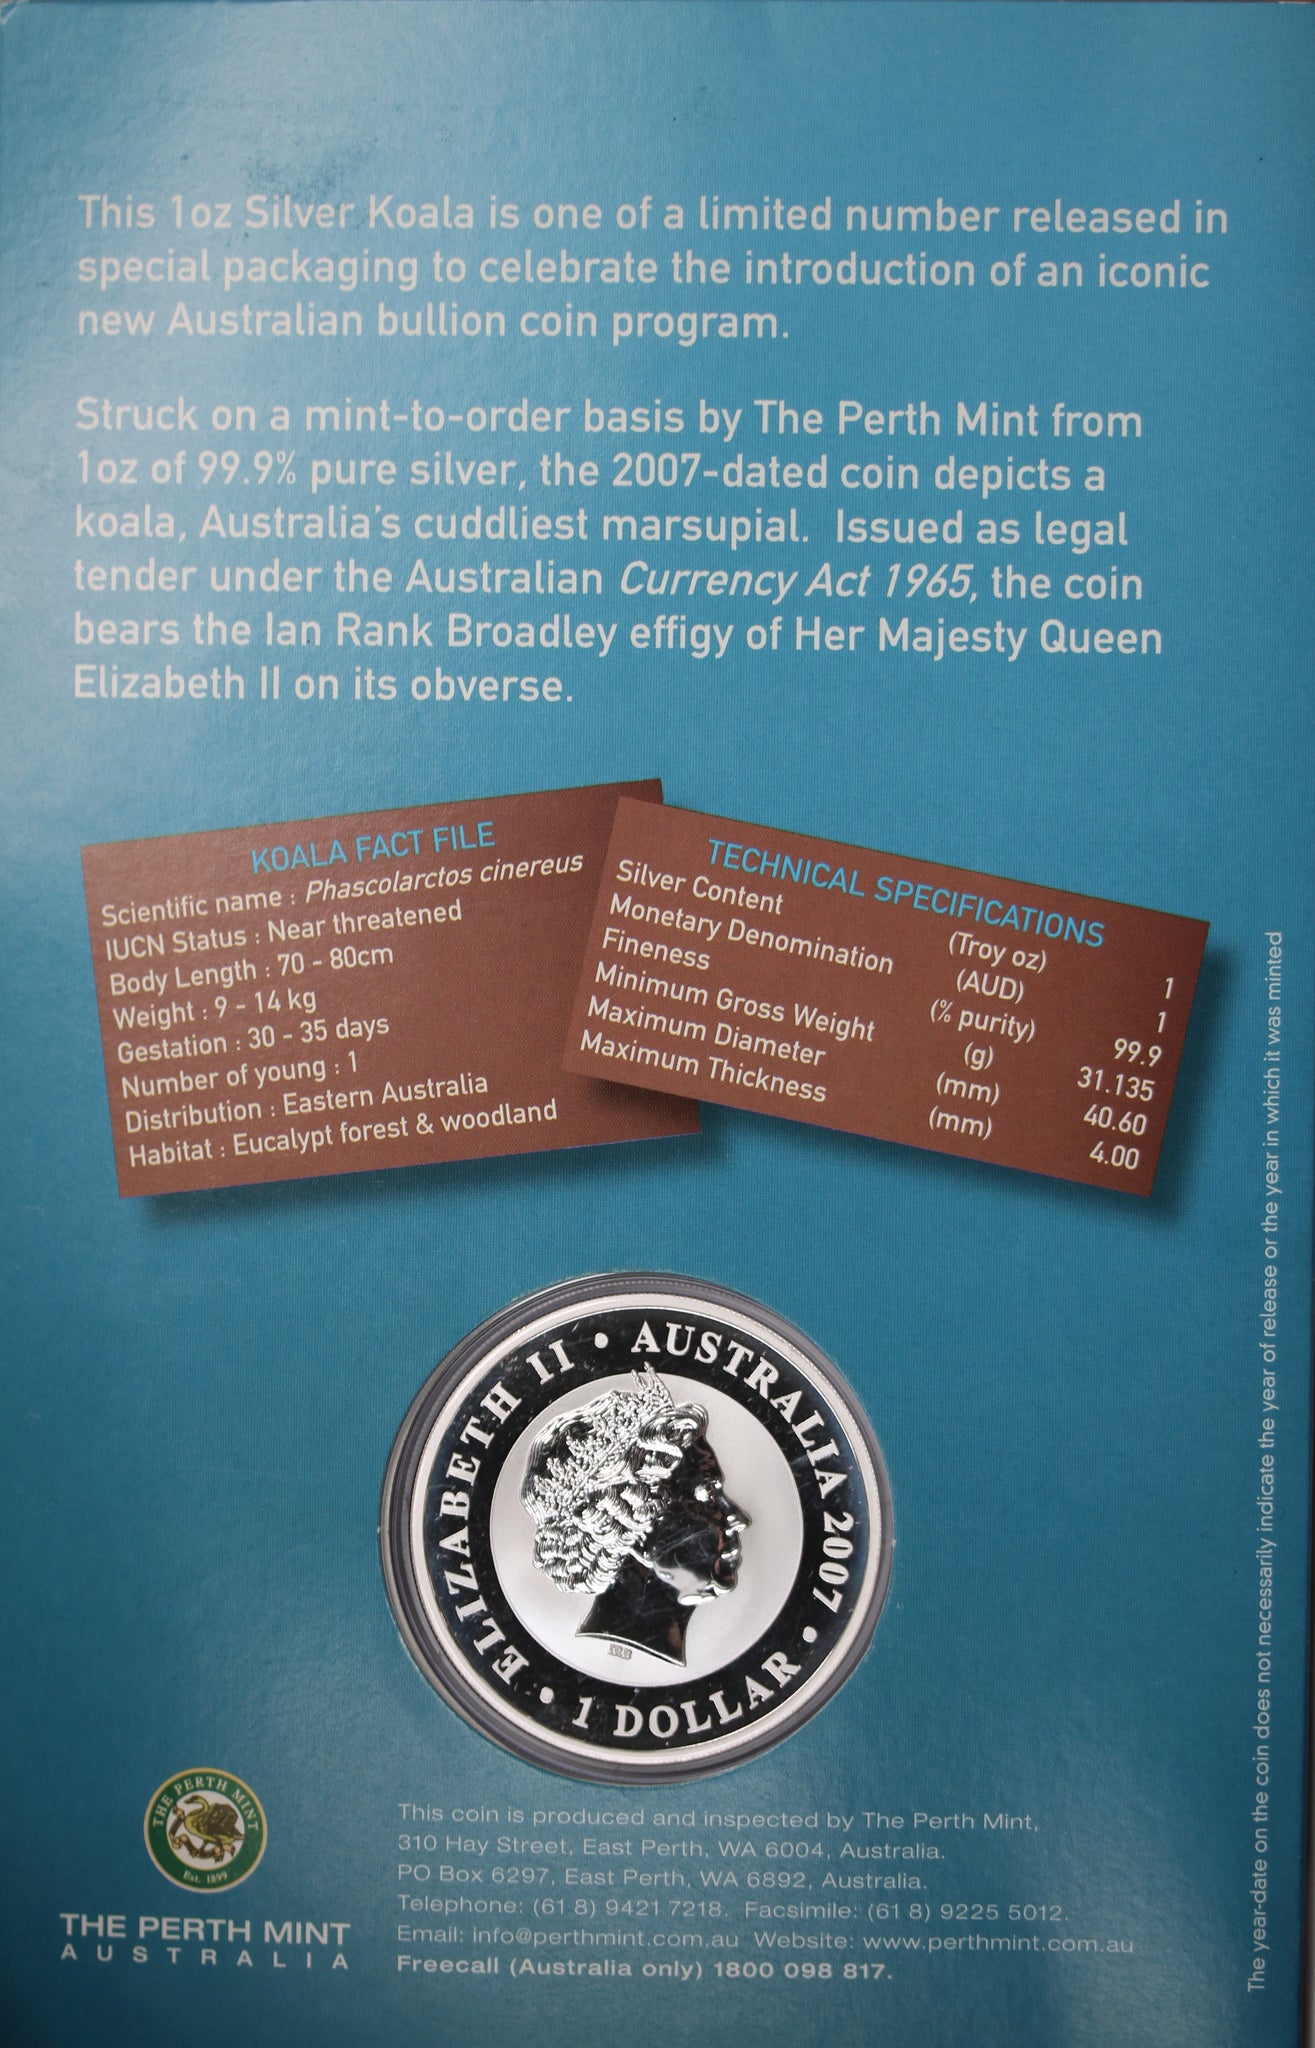 This 1oz Silver Koala is one of a limited number released in
special packaging to celebrate the introduction of an iconic
new Australian bullion coin program.
Struck on a mint-to-order basis by The Perth Mint from
1oz of 99.9% pure silver, the 2007-dated coin depicts a
koala, Australia's cuddliest marsupial. Issued as legal
tender under the Australian Currency Act 1965, the coin
bears the Ian Rank Broadley effigy of Her Majesty Queen
Elizabeth II on its obverse.
KOALA FACT FILE
Scientific name : Phascolarctos cinereus
IUCN Status : Near threatened
Body Length : 70 - 80cm
Weight : 9 - 14 kg
Gestation : 30 - 35 days
Number of young : 1
Distribution : Eastern Australia
Habitat : Eucalypt forest & woodland
TECHNICAL SPECIFICATIONS
Silver Content (Troy oz) 1
Monetary Denomination (AUD) 1
Fineness (% purity) 99.9
Minimum Gross Weight (g) 31.135
Maximum Diameter (mm) 40.60
Maximum Thickness (mm) 4.00
ELIZABETH II • AUSTRALIA 2007 •
• 1 DOLLAR
IRB
THE PERTH MINT
Est. 1899
THE PERTH MINT
AUSTRALIA
This coin is produced and inspected by The Perth Mint,
310 Hay Street, East Perth, WA 6004, Australia.
PO Box 6297, East Perth, WA 6892, Australia.
Telephone: (61 8) 9421 7218. Facsimile: (61 8) 9225 5012.
Email: info@perthmint.com.au Website: www.perthmint.com.au
Freecall (Australia only) 1800 098 817.
The year-date on the coin does not necessarily indicate the year of release or the year in which it was minted